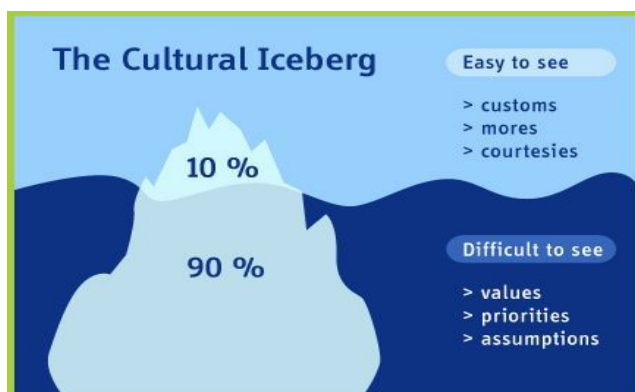 The Cultural Iceberg
10 %
90 %
Easy to see
> customs
> mores
> courtesies
Difficult to see
> values
> priorities
> assumptions